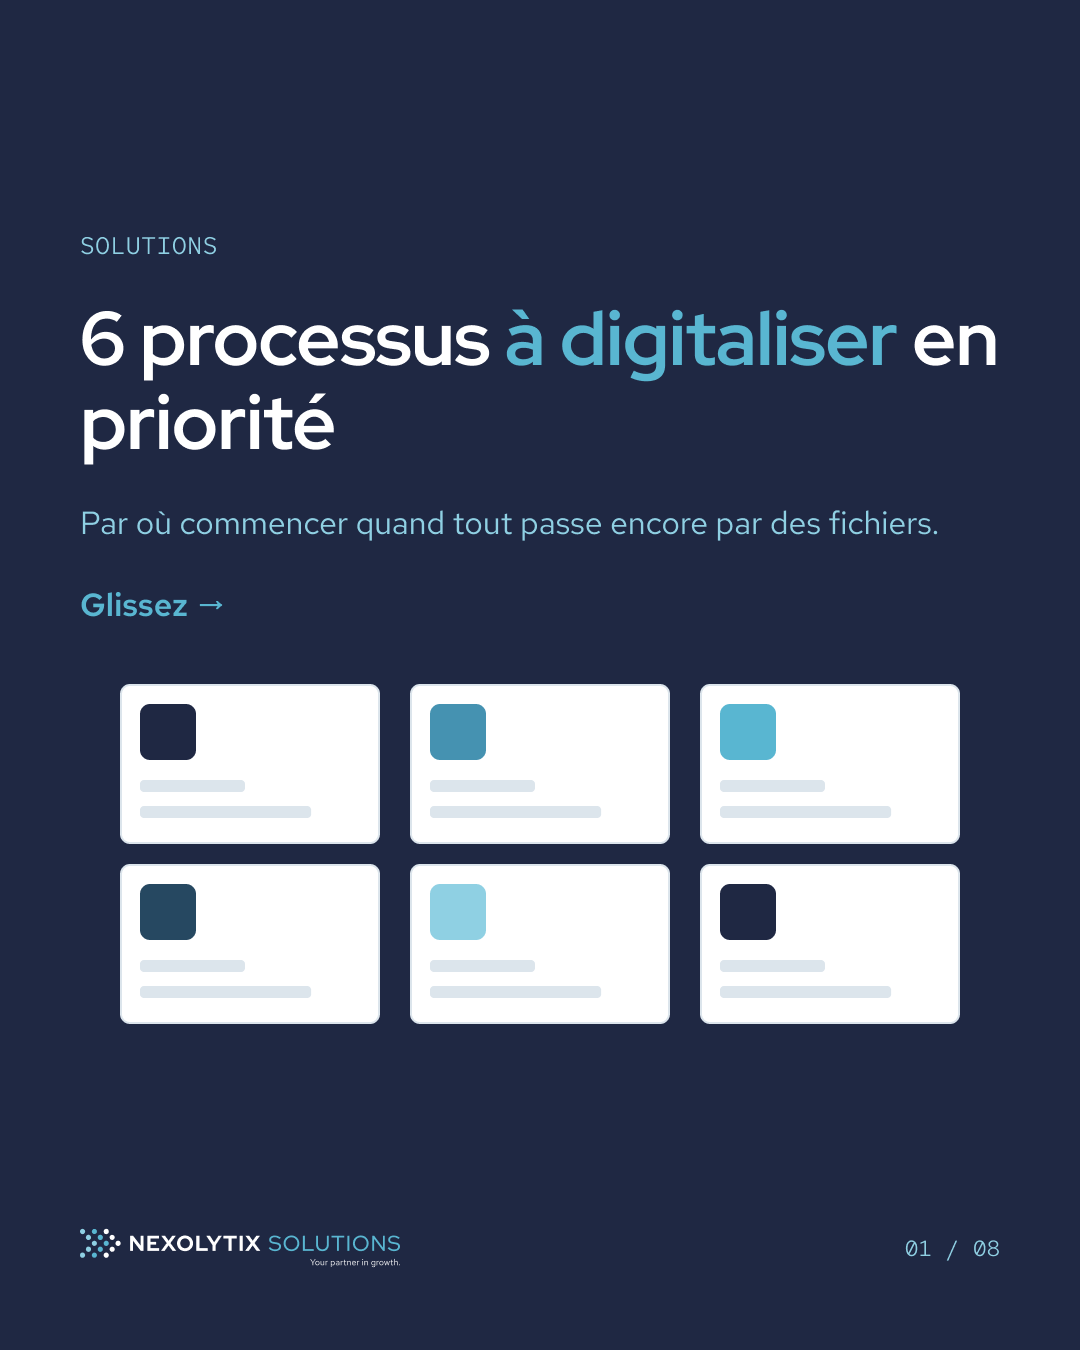 SOLUTIONS
6 processus à digitaliser en
priorité
Par où commencer quand tout passe encore par des fichiers.
Glissez →
NEXOLYTIX SOLUTIONS
Your partner in growth.
01 / 08